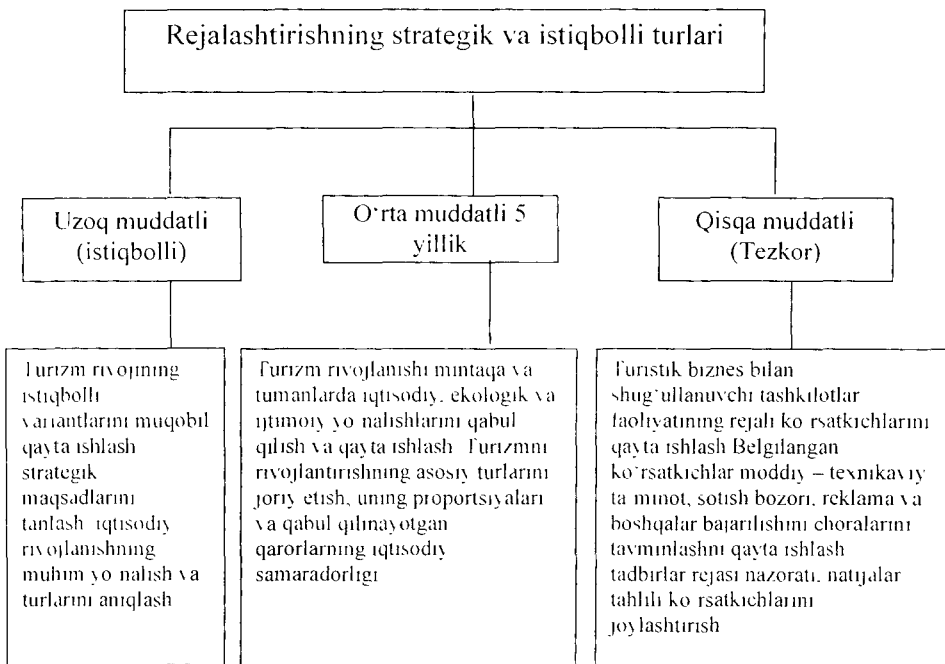 Rejalashtirishning strategik va istiqbolli turlari
Uzoq muddatli
(istiqbolli)
O‘rta muddatli 5
yillik
Qisqa muddatli
(Tezkor)
Turizm rivojining
istiqbolli
variantlarini muqobil
qayta ishlash
strategik
maqsadlarini
tanlash iqtisodiy
rivojlanishning
muhim yo nalish va
turlarini aniqlash
Turizm rivojlanishi mintaqa va
tumanlarda iqtisodiy, ekologik va
ijtimoiy yo nalishlarini qabul
qilish va qayta ishlash Turizmni
rivojlantirishning asosiy turlarini
joriy etish, uning proportsiyalari
va qabul qilinayotgan
qarorlarning iqtisodiy
samaradorligi
Turistik biznes bilan
shug‘ullanuvchi tashkilotlar
faoliyatining rejali ko rsatkichlarini
qayta ishlash Belgilangan
ko‘rsatkichlar moddiy – texnikaviy
ta minot, sotish bozori, reklama va
boshqalar bajarilishini choralarini
tayminlashni qayta ishlash
tadbirlar rejasi nazorati, natijalar
tahlili ko rsatkichlarini
joylashtirish